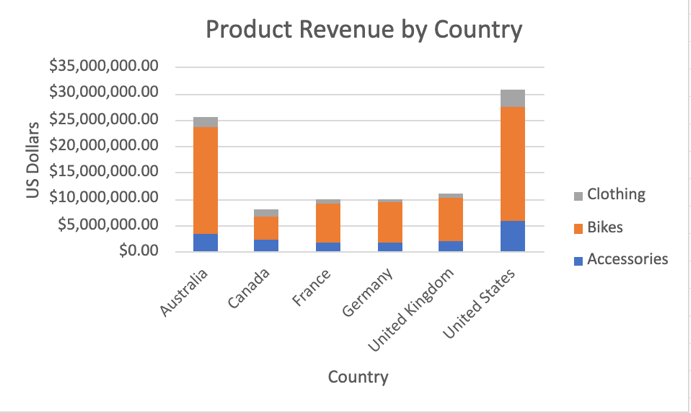 Product Revenue by Country
US Dollars
$35,000,000.00
$30,000,000.00
$25,000,000.00
$20,000,000.00
$15,000,000.00
$10,000,000.00
$5,000,000.00
$0.00
Australia
Canada
France
Germany
United Kingdom
United States
Country
Clothing
Bikes
Accessories